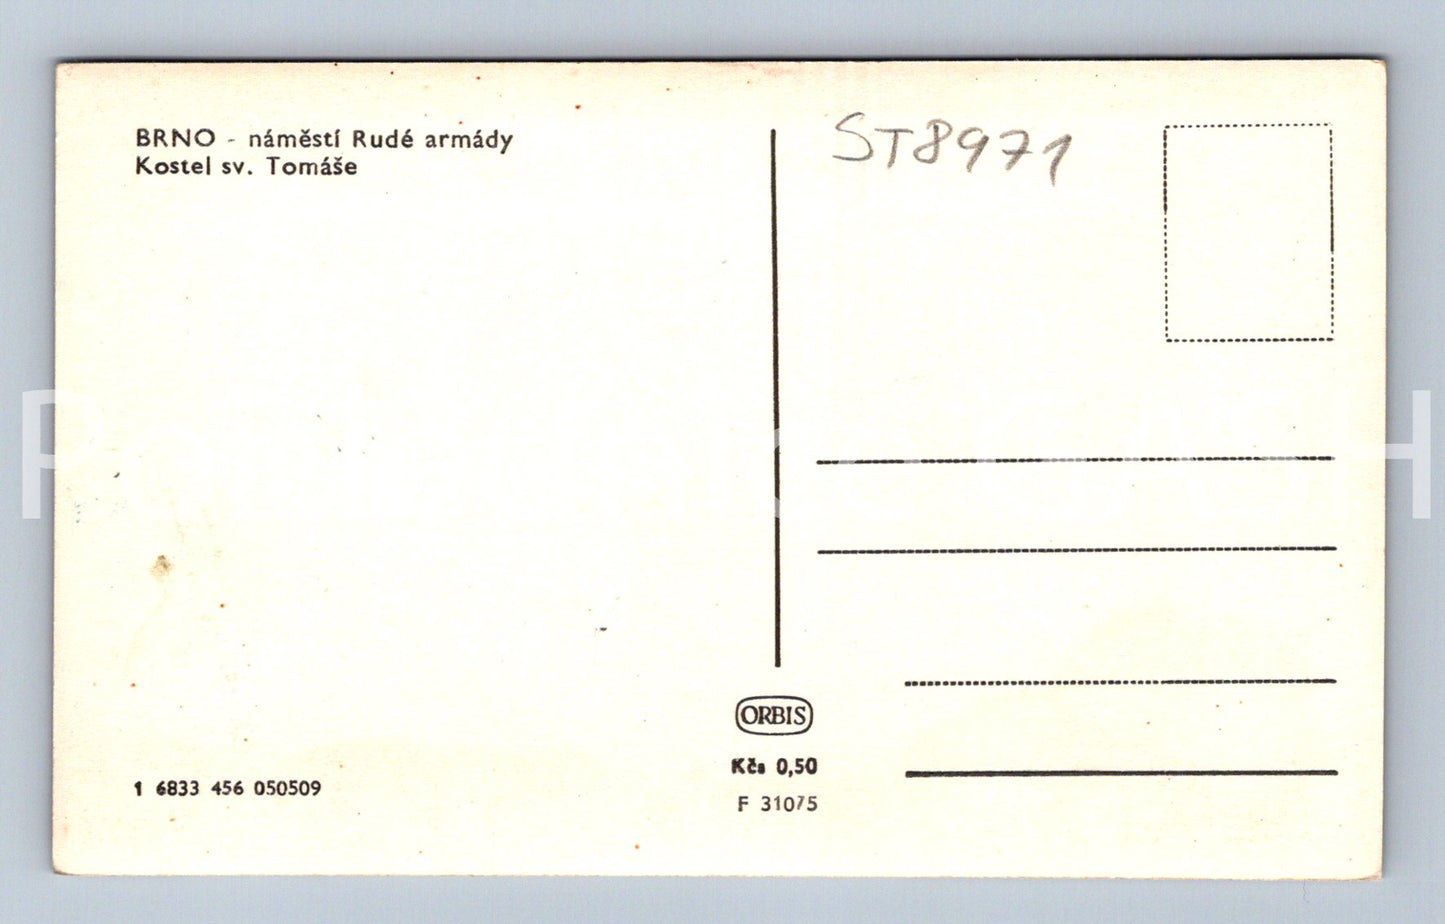 BRNO - náměstí Rudé armády
Kostel sv. Tomáše
ST8971
ORBIS
Kčs 0,50
F 31075
1 6833 456 050509